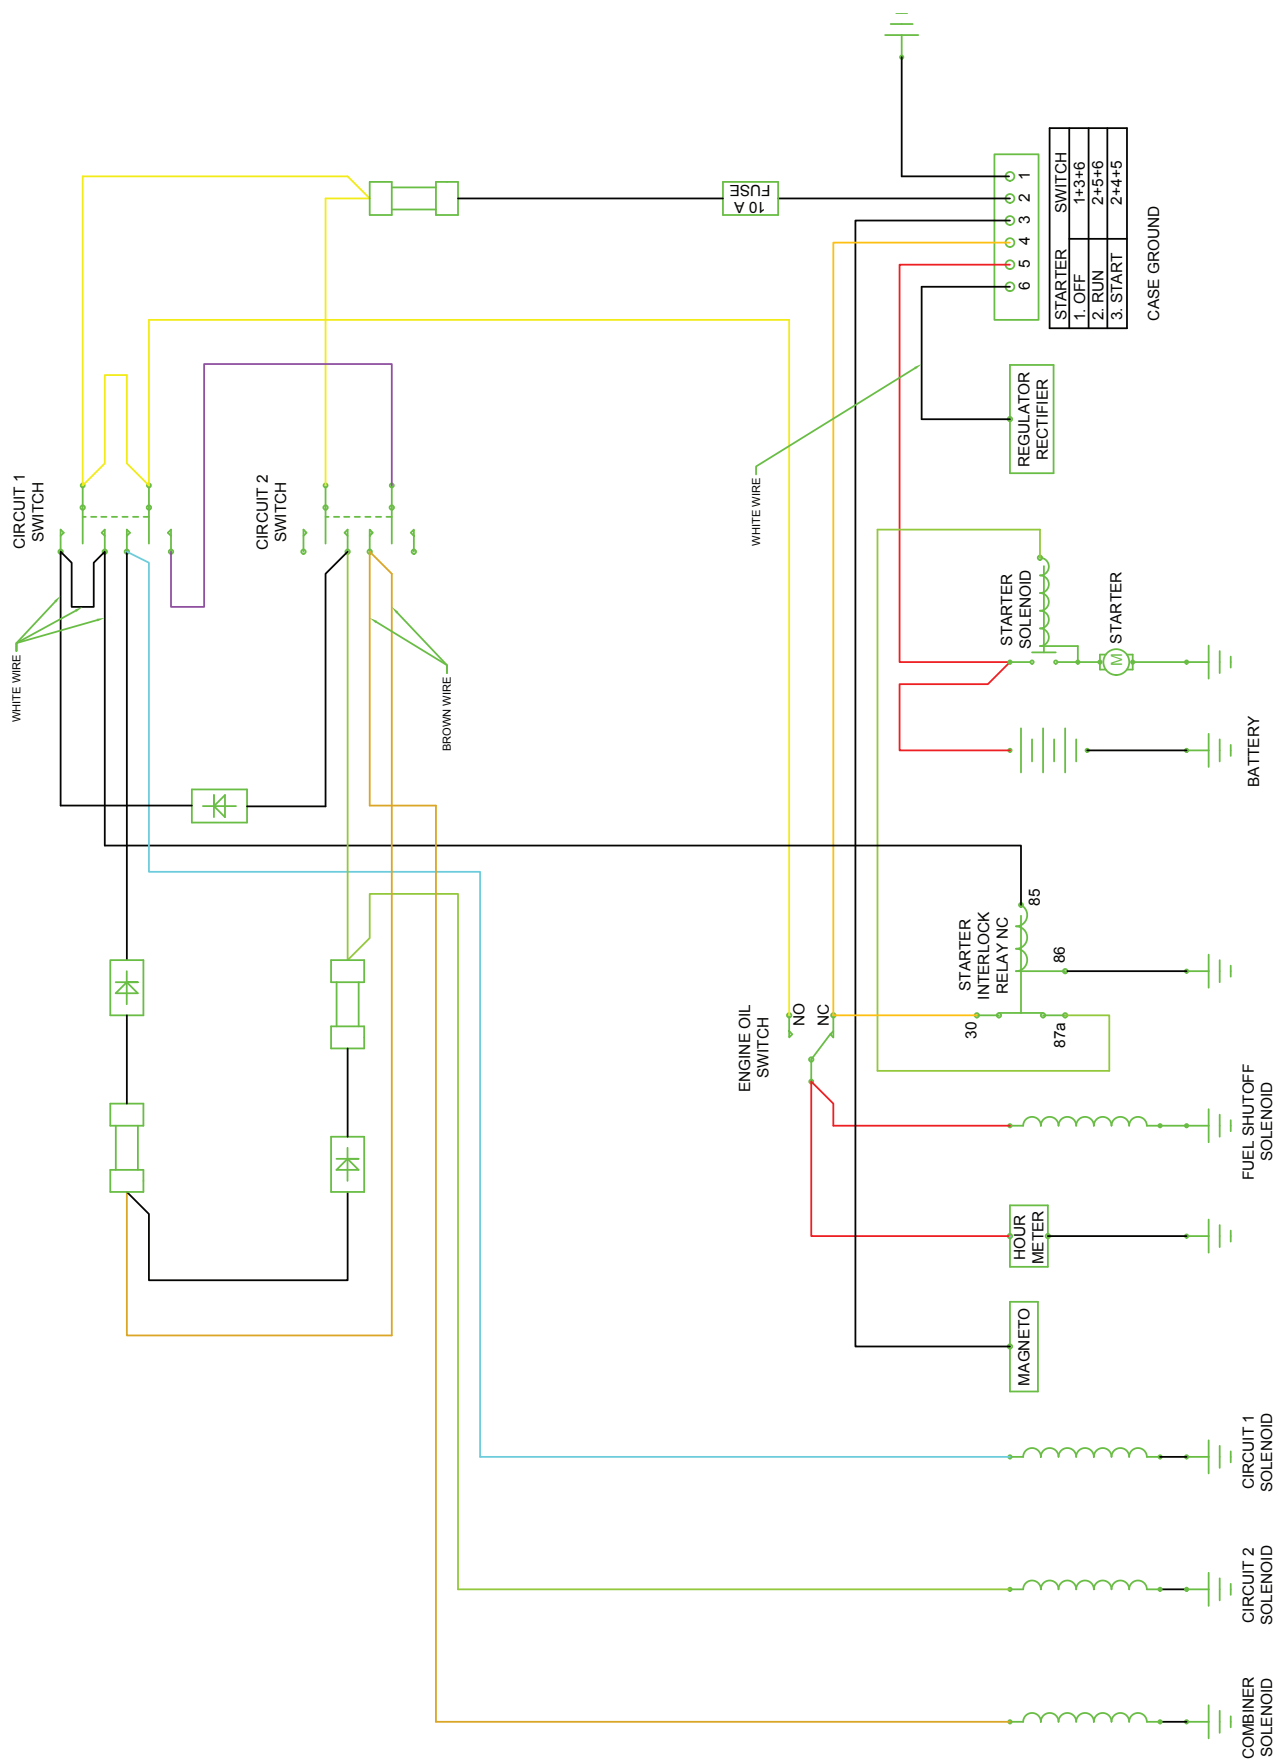 CIRCUIT 1
SWITCH
WHITE WIRE
CIRCUIT 2
SWITCH
BROWN WIRE
10 A
FUSE
1
2
3
4
5
6
STARTER SWITCH
1. OFF 1+3+6
2. RUN 2+5+6
3. START 2+4+5
CASE GROUND
WHITE WIRE
REGULATOR
RECTIFIER
STARTER
SOLENOID
STARTER
M
BATTERY
STARTER
INTERLOCK
RELAY NC
85
86
30
87a
ENGINE OIL
SWITCH
NO
NC
FUEL SHUTOFF
SOLENOID
HOUR
METER
MAGNETO
CIRCUIT 1
SOLENOID
CIRCUIT 2
SOLENOID
COMBINER
SOLENOID